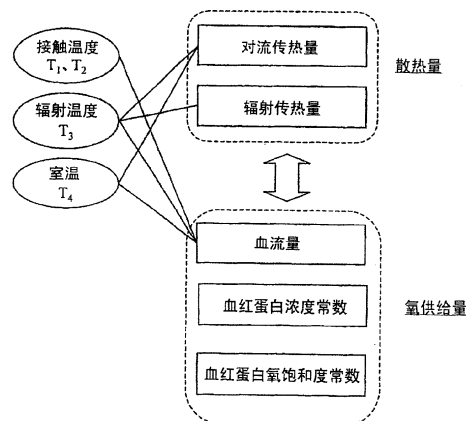 接触温度
T₁、T₂
辐射温度
T₃
室温
T₄
对流传热量
辐射传热量
散热量
血流量
血红蛋白浓度常数
血红蛋白氧饱和度常数
氧供给量